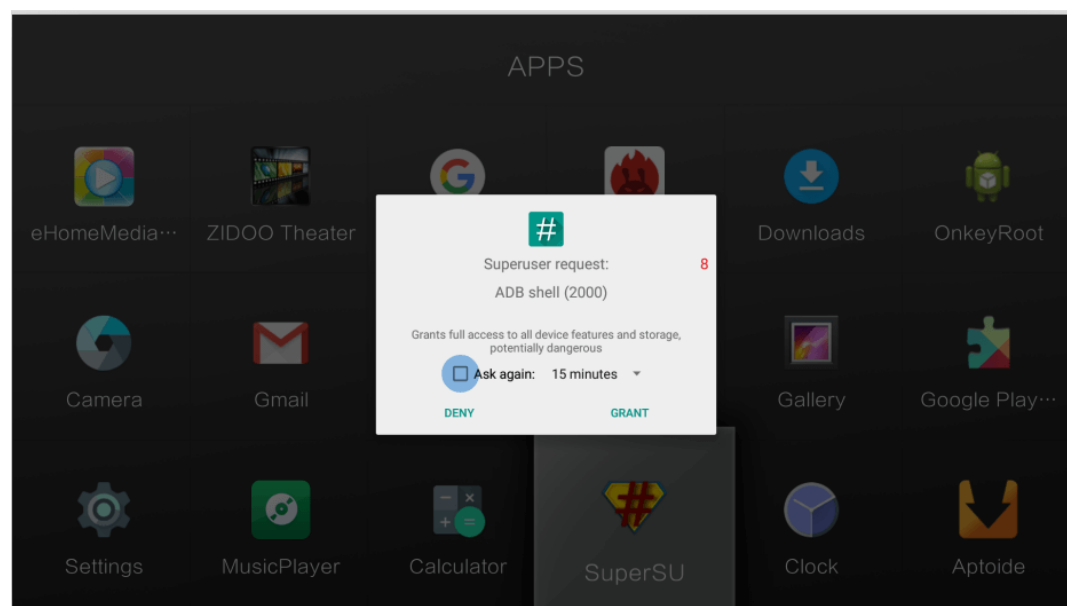 APPS
eHomeMedia···
ZIDOO Theater
Downloads
OnkeyRoot
#
Superuser request:
8
ADB shell (2000)
Grants full access to all device features and storage,
potentially dangerous
Ask again: 15 minutes
DENY
GRANT
Camera
Gmail
Gallery
Google Play···
Settings
MusicPlayer
Calculator
SuperSU
Clock
Aptoide